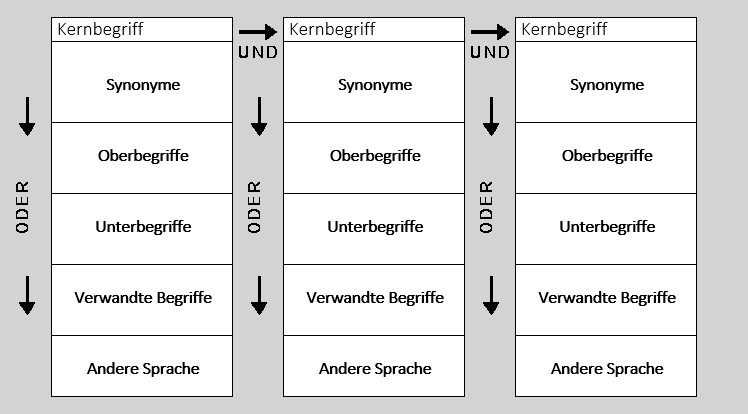 Kernbegriff
UND
Kernbegriff
UND
Kernbegriff
ODER
Synonyme
Oberbegriffe
Unterbegriffe
Verwandte Begriffe
Andere Sprache
ODER
Synonyme
Oberbegriffe
Unterbegriffe
Verwandte Begriffe
Andere Sprache
ODER
Synonyme
Oberbegriffe
Unterbegriffe
Verwandte Begriffe
Andere Sprache